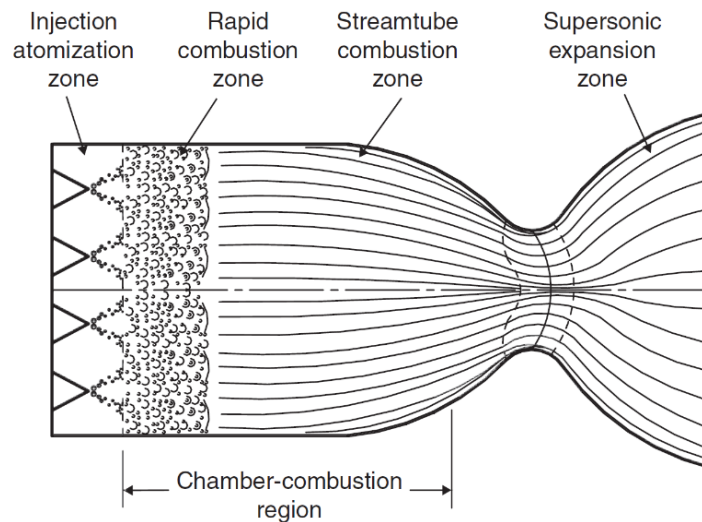 Injection
atomization
zone
Rapid
combustion
zone
Streamtube
combustion
zone
Supersonic
expansion
zone
Chamber-combustion
region